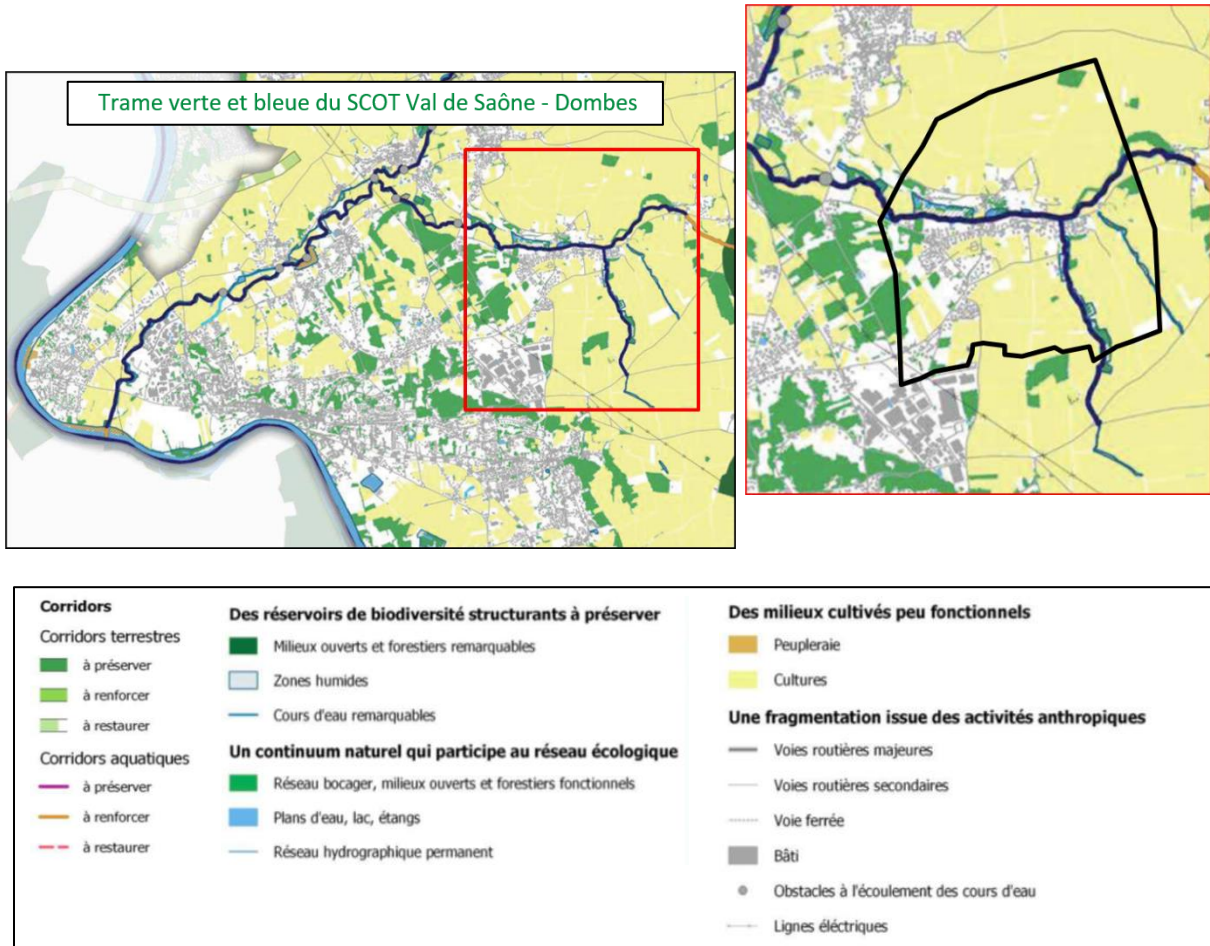 Trame verte et bleue du SCOT Val de Saône - Dombes
Corridors
Corridors terrestres
à préserver
à renforcer
à restaurer
Corridors aquatiques
à préserver
à renforcer
à restaurer
Des réservoirs de biodiversité structurants à préserver
Milieux ouverts et forestiers remarquables
Zones humides
Cours d'eau remarquables
Un continuum naturel qui participe au réseau écologique
Réseau bocager, milieux ouverts et forestiers fonctionnels
Plans d'eau, lac, étangs
Réseau hydrographique permanent
Des milieux cultivés peu fonctionnels
Peupleraie
Cultures
Une fragmentation issue des activités anthropiques
Voies routières majeures
Voies routières secondaires
Voie ferrée
Bâti
Obstacles à l'écoulement des cours d'eau
Lignes éléctriques